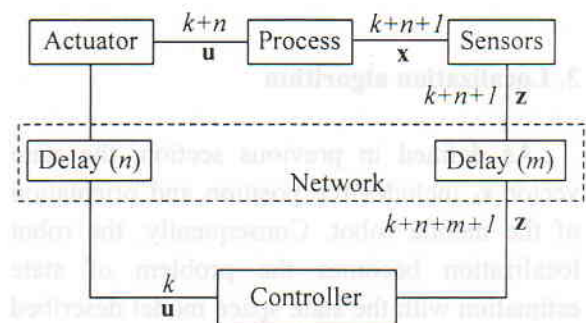 k+n
k+n+1
Actuator
Process
Sensors
u
x
k+n+1 z
Delay (n)
Delay (m)
Network
k+n+m+1 z
k
u
Controller